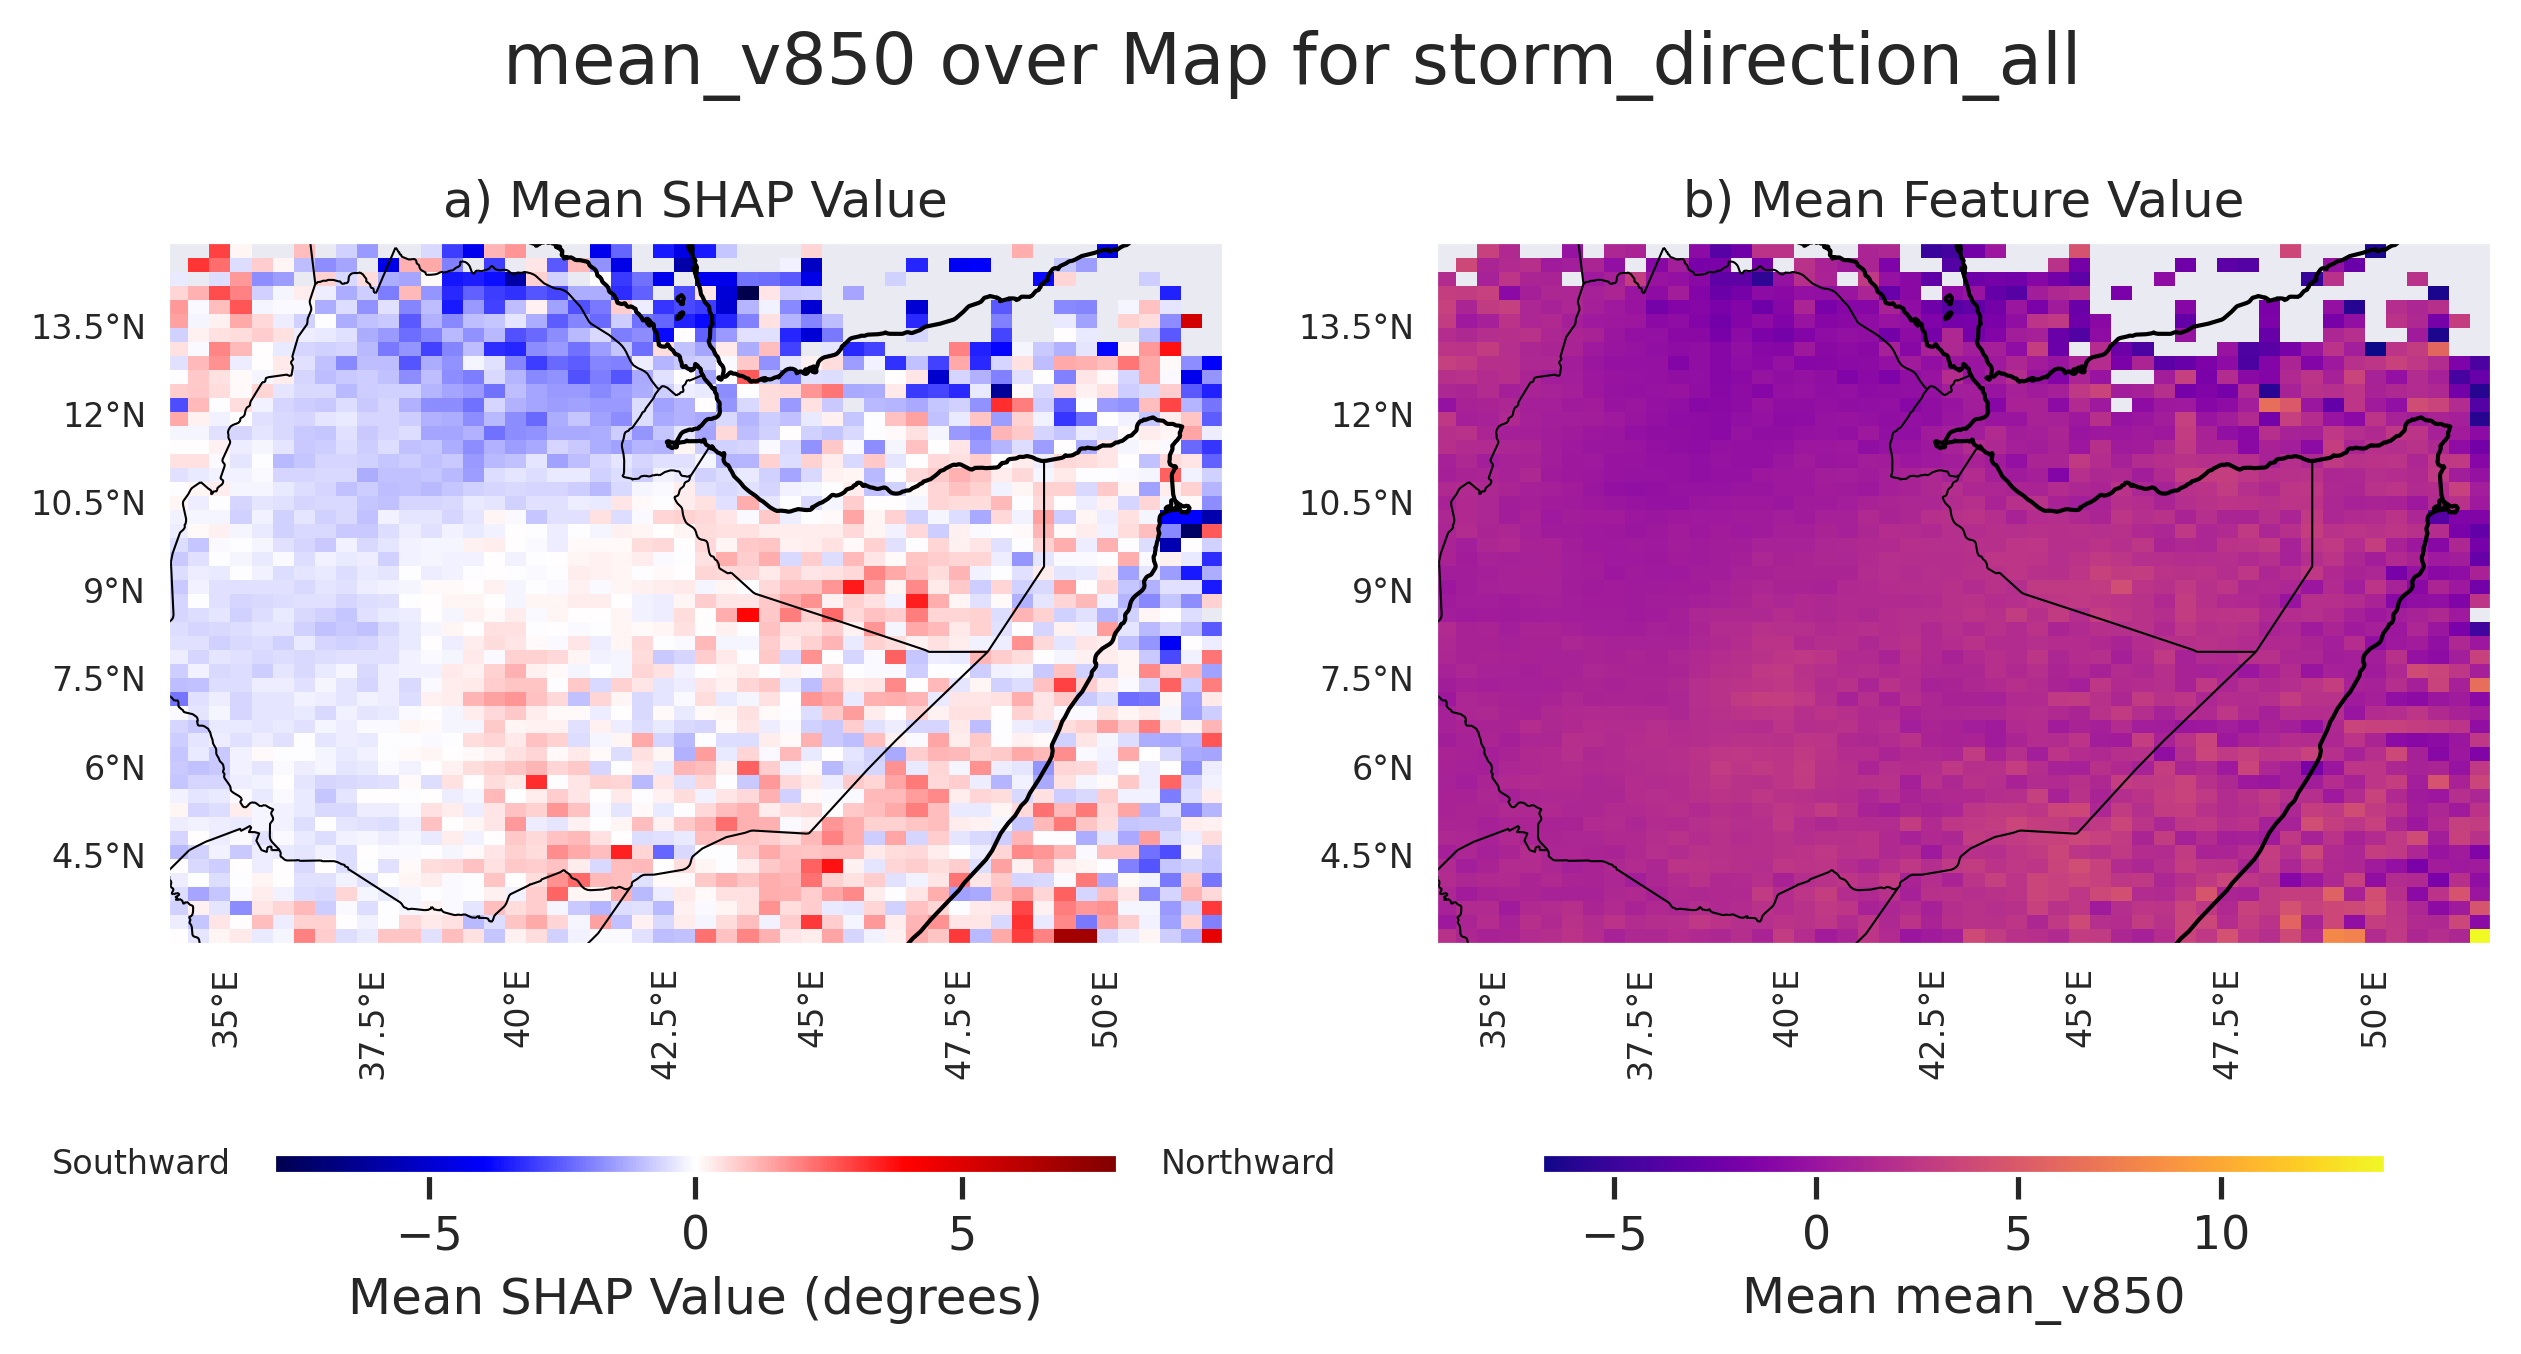 mean_v850 over Map for storm_direction_all
a) Mean SHAP Value
13.5°N
12°N
10.5°N
9°N
7.5°N
6°N
4.5°N
35°E
37.5°E
40°E
42.5°E
45°E
47.5°E
50°E
Southward
Northward
−5
0
5
Mean SHAP Value (degrees)
b) Mean Feature Value
13.5°N
12°N
10.5°N
9°N
7.5°N
6°N
4.5°N
35°E
37.5°E
40°E
42.5°E
45°E
47.5°E
50°E
−5
0
5
10
Mean mean_v850